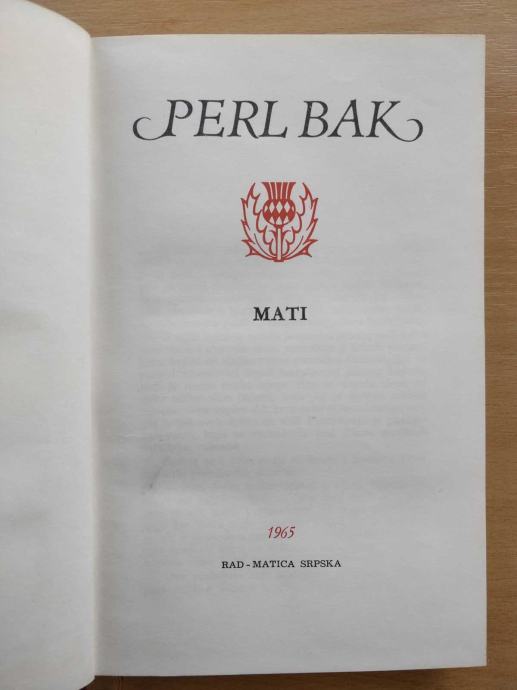 PERL BAK
MATI
1965
RAD - MATICA SRPSKA